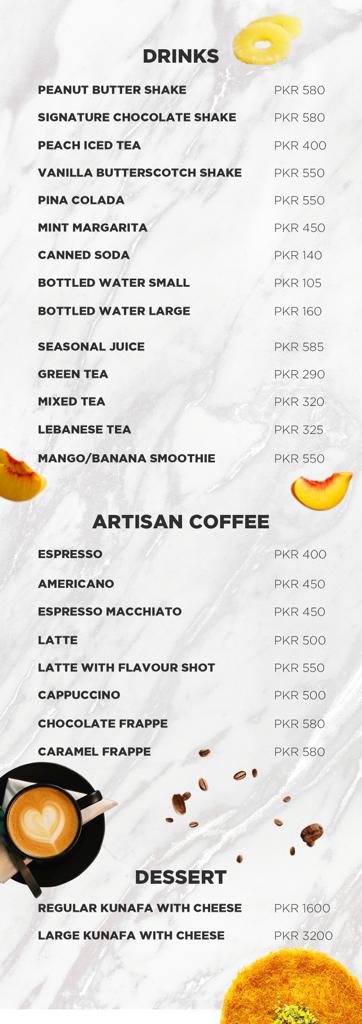 DRINKS
PEANUT BUTTER SHAKE PKR 580
SIGNATURE CHOCOLATE SHAKE PKR 580
PEACH ICED TEA PKR 400
VANILLA BUTTERSCOTCH SHAKE PKR 550
PINA COLADA PKR 550
MINT MARGARITA PKR 450
CANNED SODA PKR 140
BOTTLED WATER SMALL PKR 105
BOTTLED WATER LARGE PKR 160
SEASONAL JUICE PKR 585
GREEN TEA PKR 290
MIXED TEA PKR 320
LEBANESE TEA PKR 325
MANGO/BANANA SMOOTHIE PKR 550
ARTISAN COFFEE
ESPRESSO PKR 400
AMERICANO PKR 450
ESPRESSO MACCHIATO PKR 450
LATTE PKR 500
LATTE WITH FLAVOUR SHOT PKR 550
CAPPUCCINO PKR 500
CHOCOLATE FRAPPE PKR 580
CARAMEL FRAPPE PKR 580
DESSERT
REGULAR KUNAFA WITH CHEESE PKR 1600
LARGE KUNAFA WITH CHEESE PKR 3200